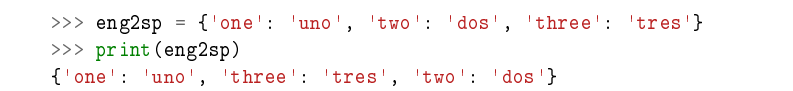 >>> eng2sp = {'one': 'uno', 'two': 'dos', 'three': 'tres'}
>>> print(eng2sp)
{'one': 'uno', 'three': 'tres', 'two': 'dos'}